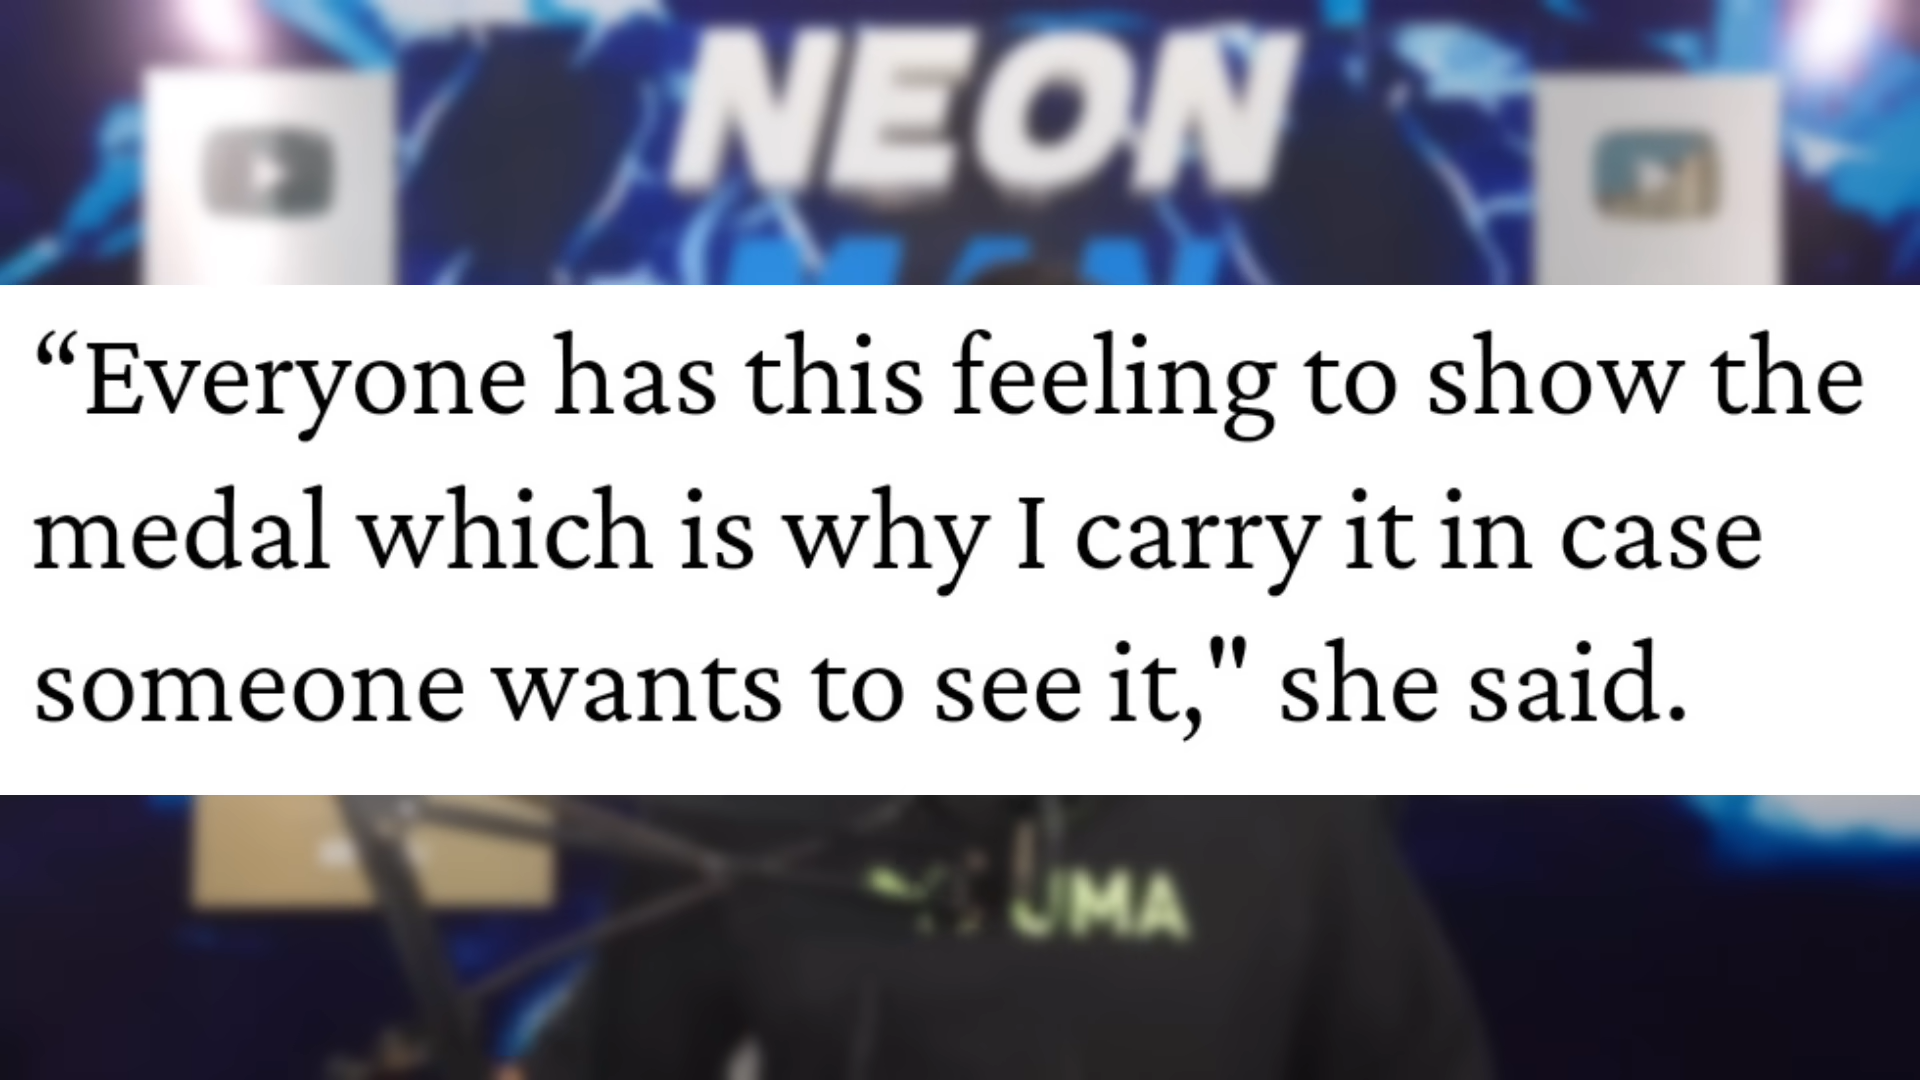 NEON
MAN
“Everyone has this feeling to show the
medal which is why I carry it in case
someone wants to see it," she said.
UMA